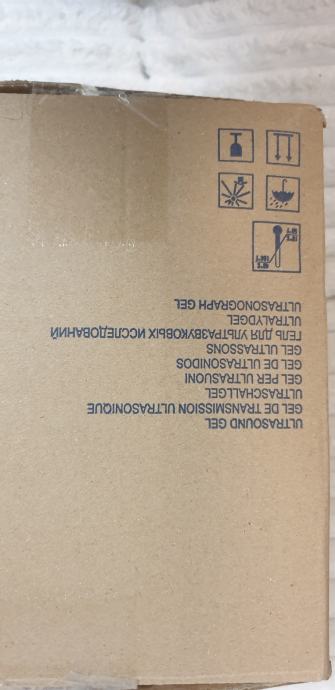 ULTRASOUND GEL
GEL DE TRANSMISSION ULTRASONIQUE
ULTRASCHALLGEL
GEL PER ULTRASUONI
GEL DE ULTRASONIDOS
GEL ULTRASSONS
ГЕЛЬ ДЛЯ УЛЬТРАЗВУКОВЫХ ИССЛЕДОВАНИЙ
ULTRALYDGEL
ULTRASONOGRAPH GEL